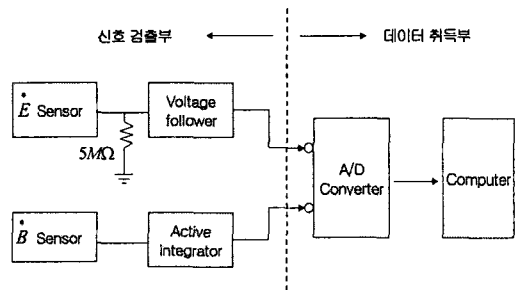 신호 검출부
데이터 취득부
Ė Sensor
Voltage
follower
5MΩ
A/D
Converter
Computer
Ḃ Sensor
Active
integrator